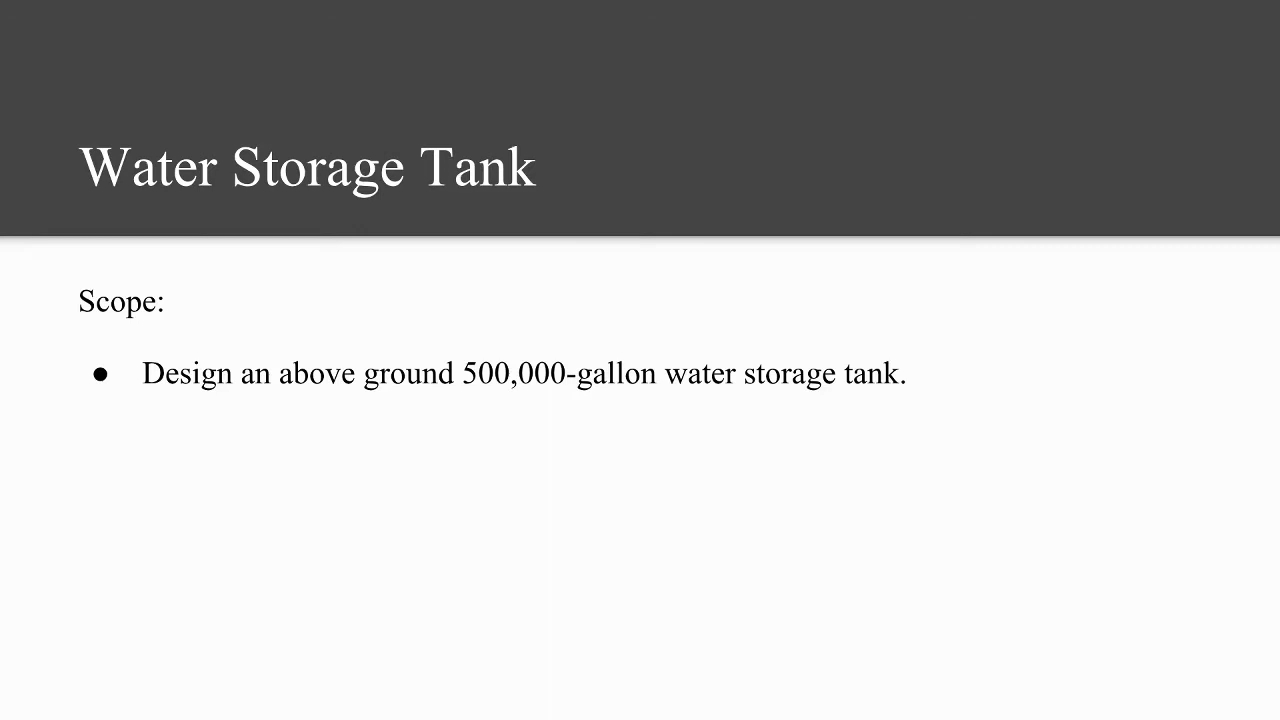 Water Storage Tank
Scope:
● Design an above ground 500,000-gallon water storage tank.